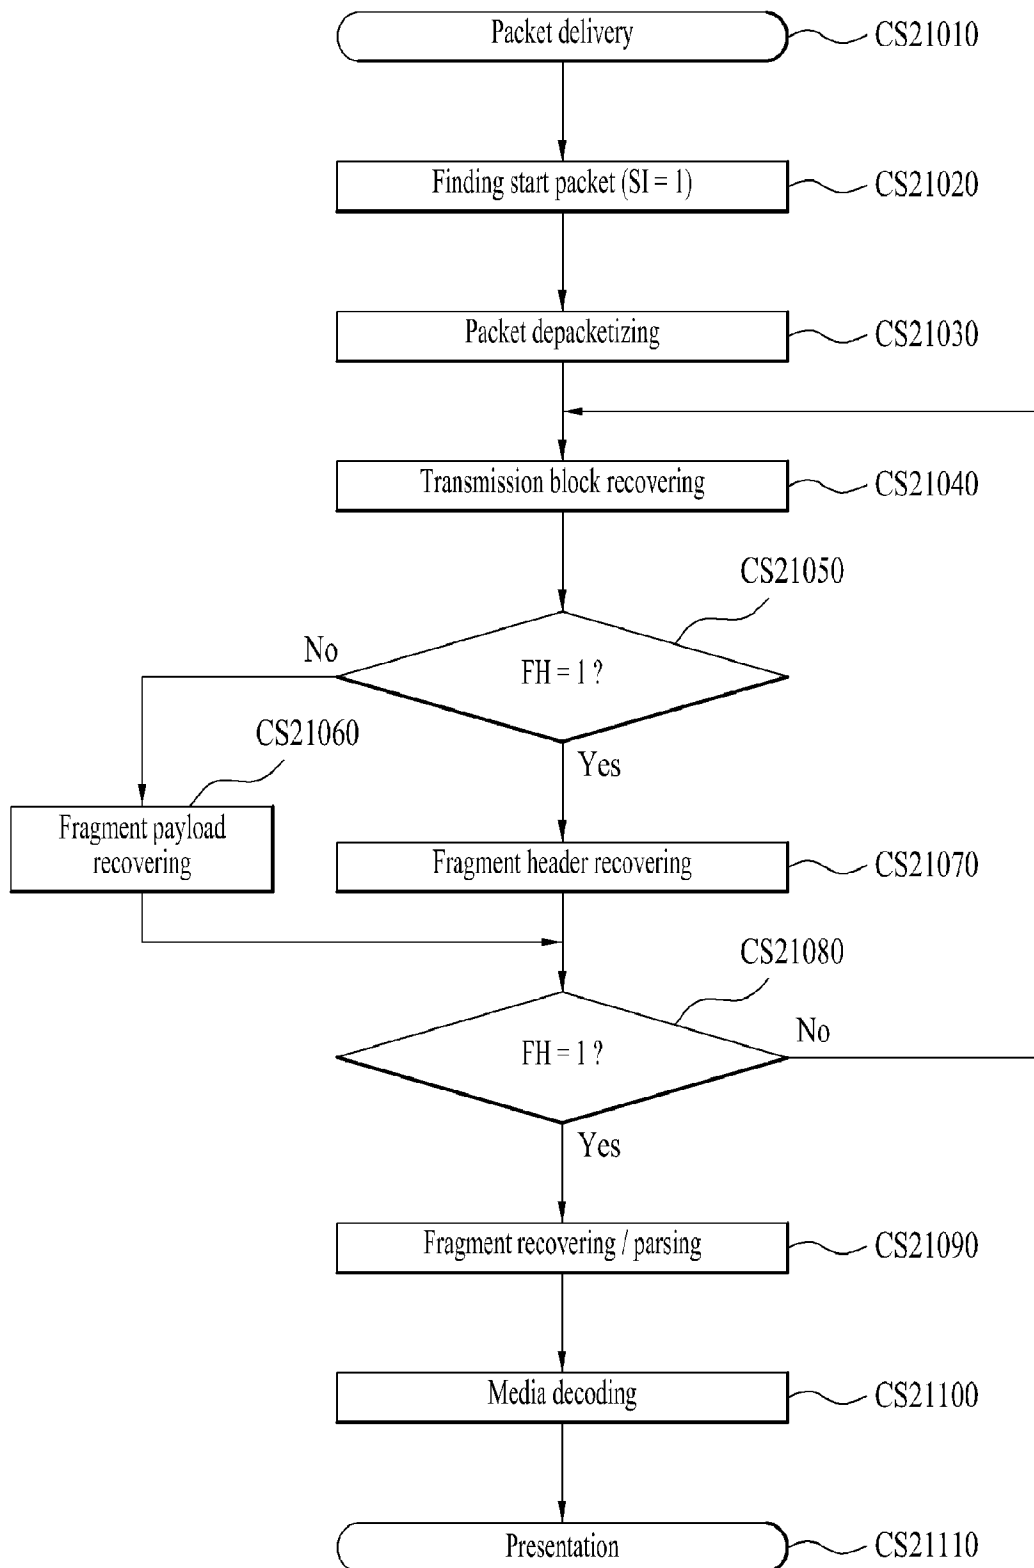 Packet delivery
CS21010
Finding start packet (SI = 1)
CS21020
Packet depacketizing
CS21030
Transmission block recovering
CS21040
CS21050
No
FH = 1 ?
CS21060
Yes
Fragment payload
recovering
Fragment header recovering
CS21070
CS21080
No
FH = 1 ?
Yes
Fragment recovering / parsing
CS21090
Media decoding
CS21100
Presentation
CS21110